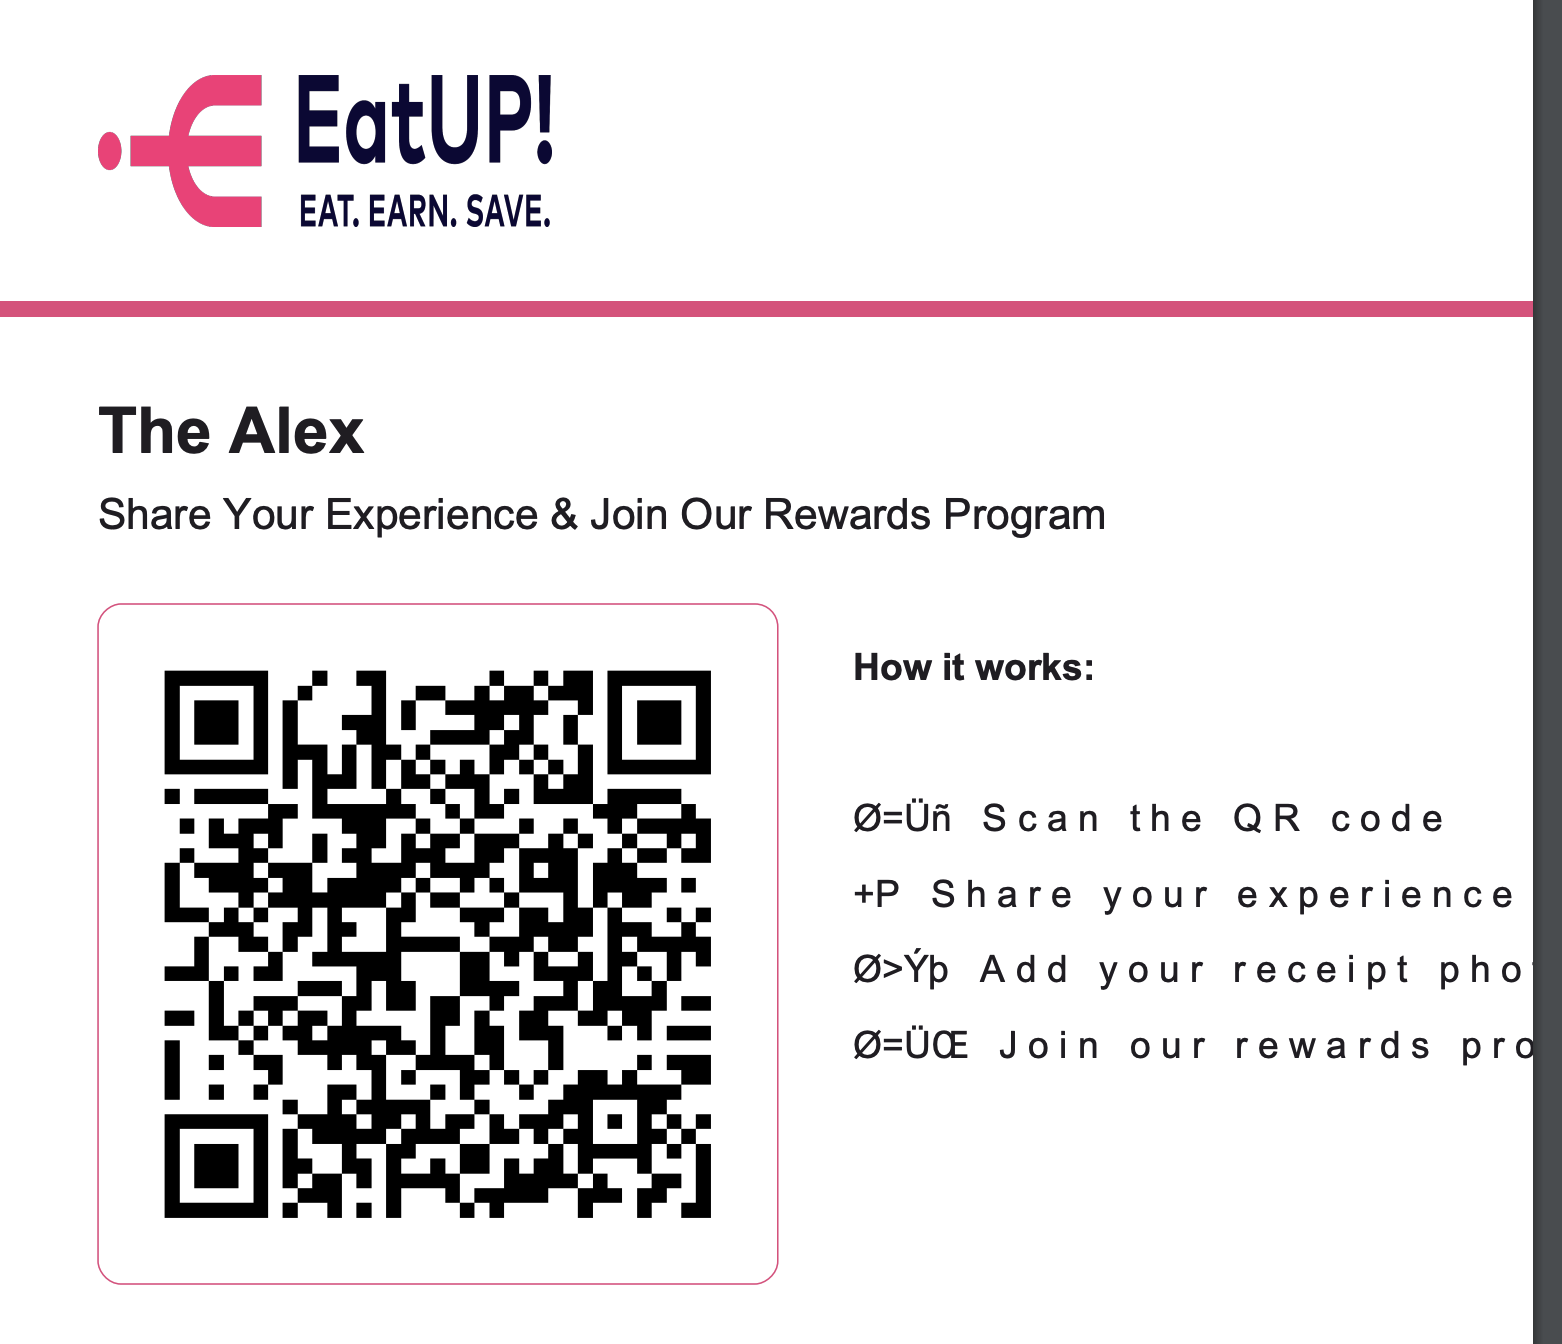 EatUP!
EAT. EARN. SAVE.
The Alex
Share Your Experience & Join Our Rewards Program
How it works:
Ø=Üñ Scan the QR code
+P Share your experience
Ø>Ýþ Add your receipt pho
Ø=ÜŒ Join our rewards pro